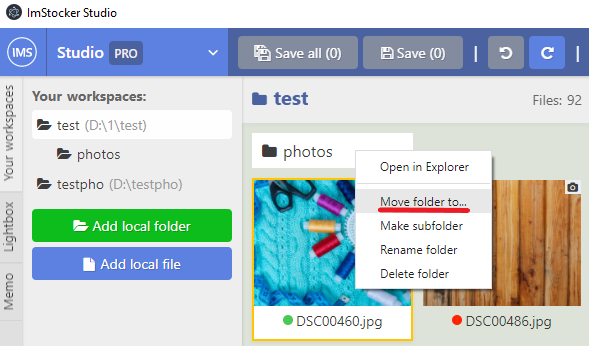 ImStocker Studio
IMS Studio PRO Save all (0) Save (0)
Your workspaces
Lightbox
Memo
Your workspaces:
test (D:\1\test)
photos
testpho (D:\testpho)
Add local folder
Add local file
test Files: 92
photos
Open in Explorer
Move folder to...
Make subfolder
Rename folder
Delete folder
DSC00460.jpg
DSC00486.jpg